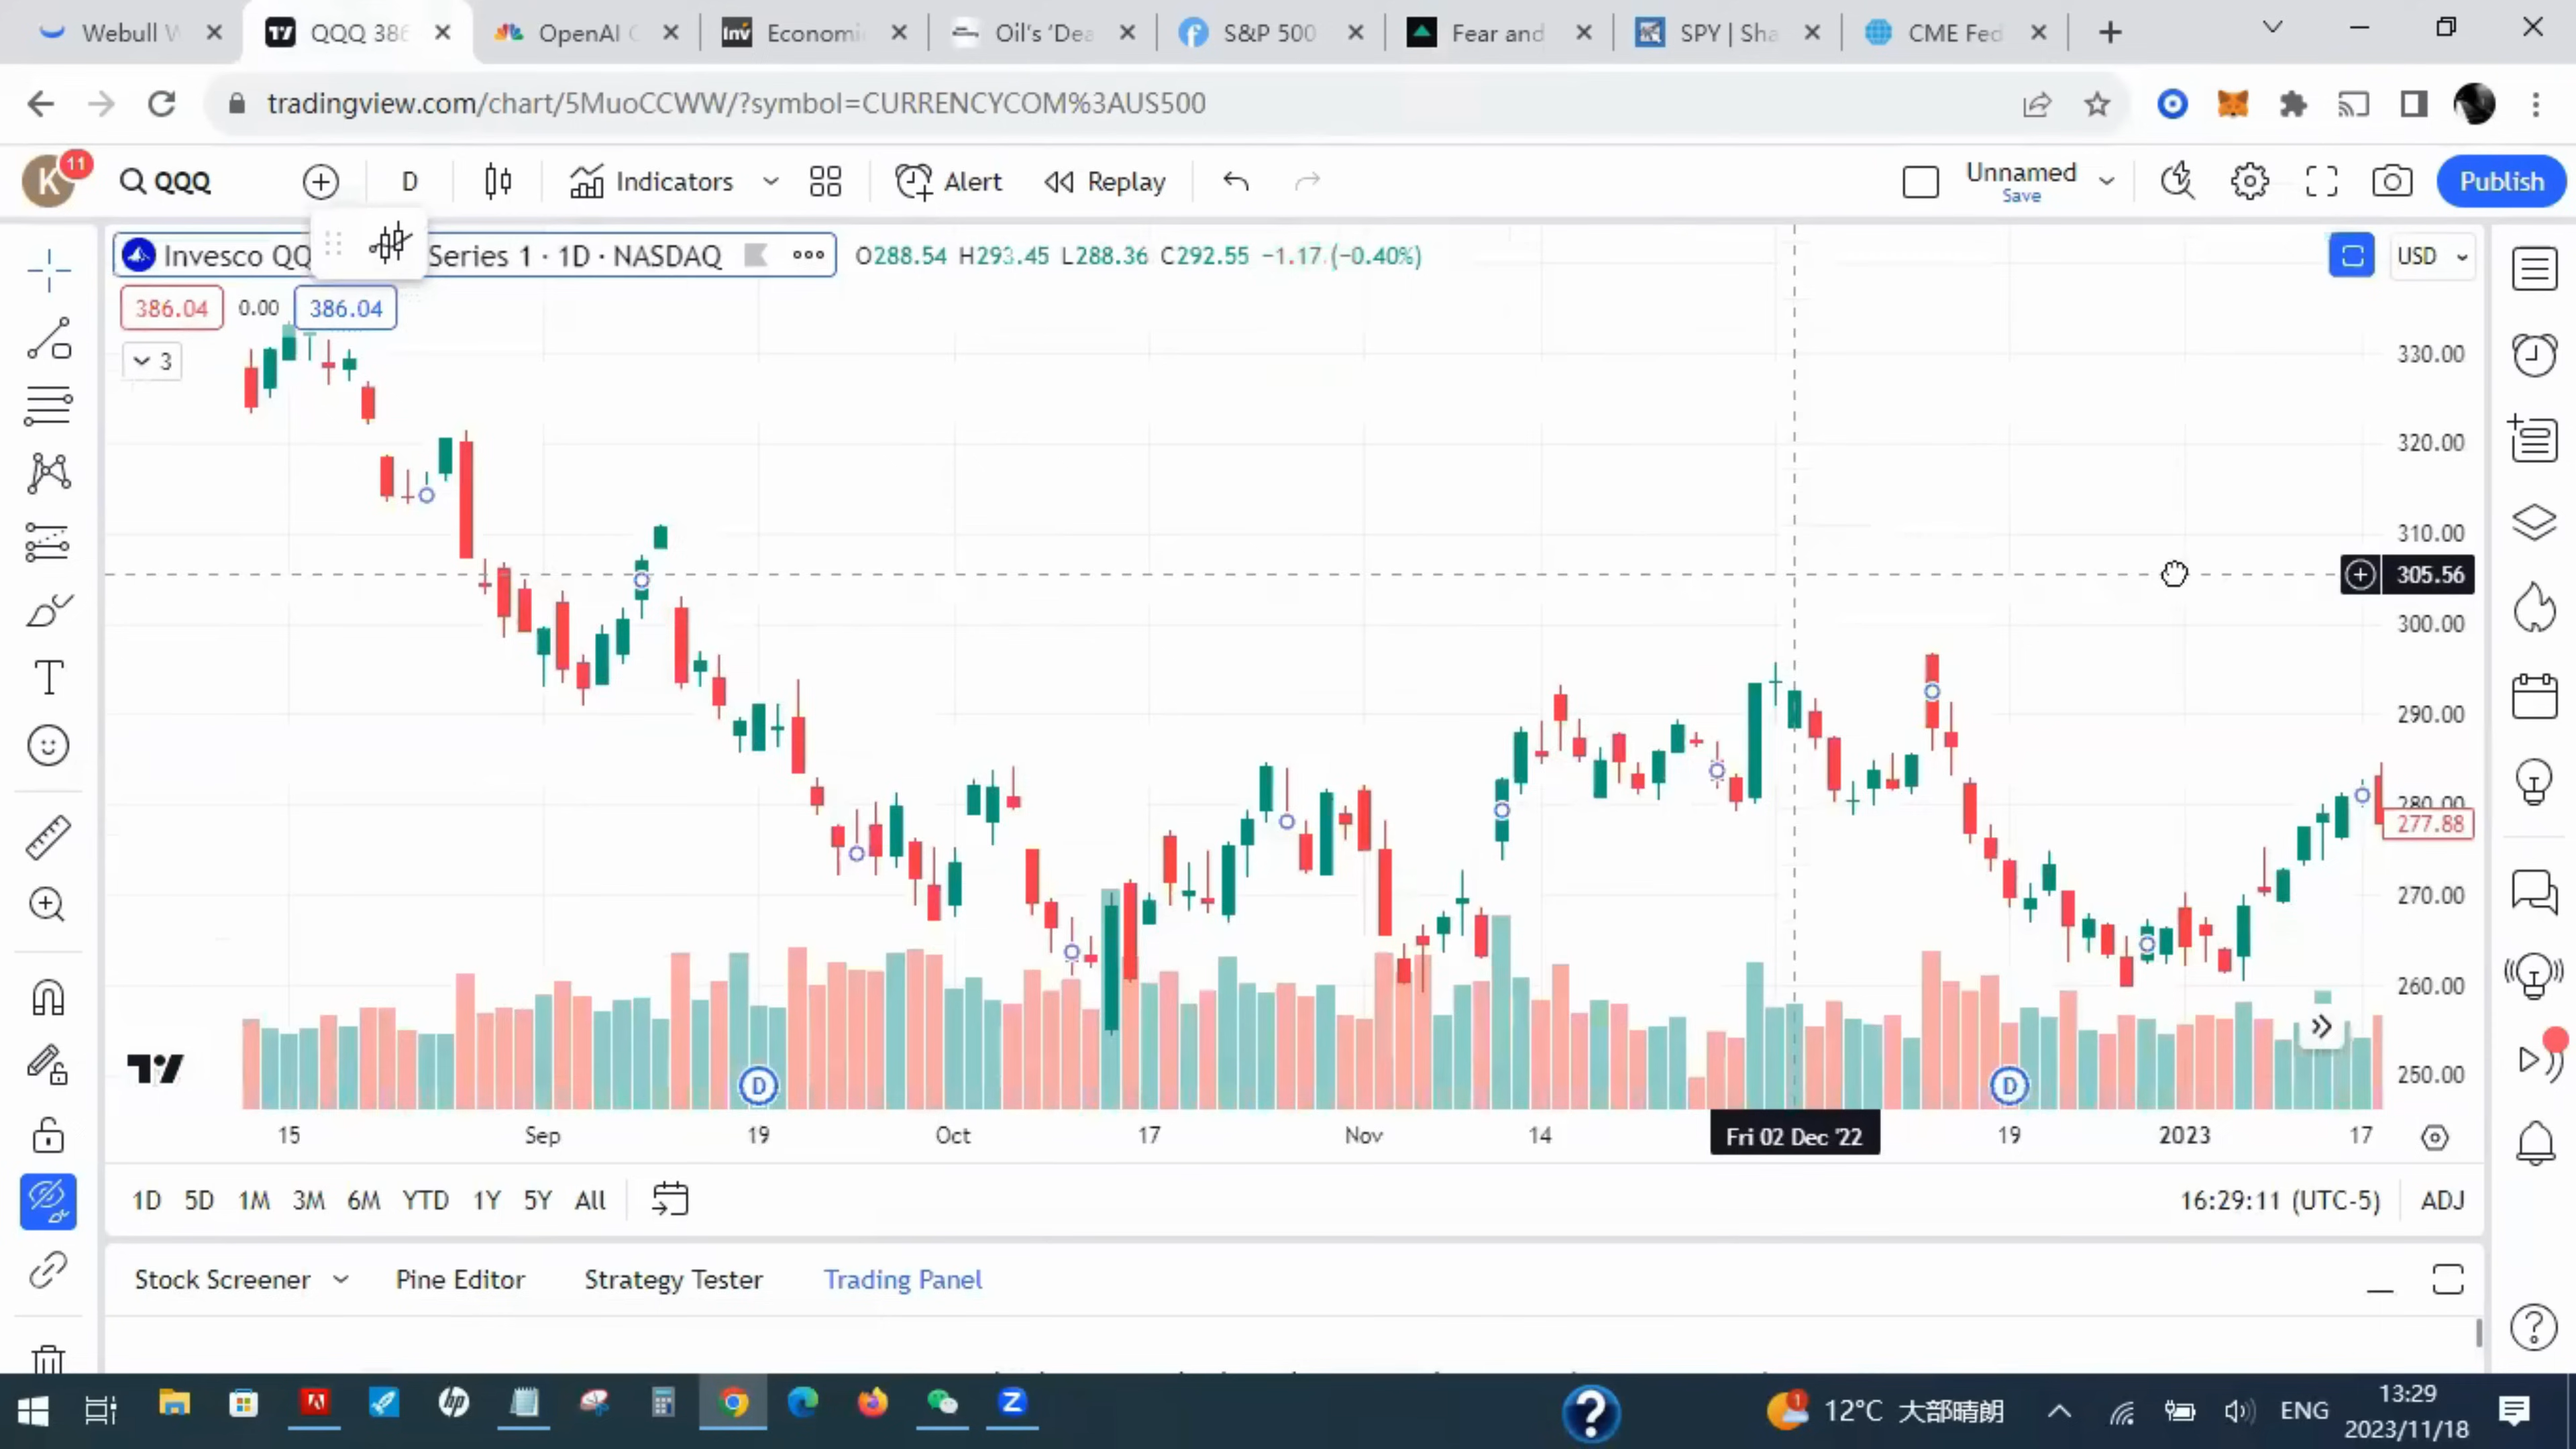 Webull W
QQQ 386
OpenAI
Economi
Oil's 'Dea
S&P 500
Fear and
SPY | Sha
CME Fed
tradingview.com/chart/5MuoCCWW/?symbol=CURRENCYCOM%3AUS500
K 11
QQQ
D
Indicators
Alert
Replay
Unnamed
Save
Publish
Invesco QQ Series 1 · 1D · NASDAQ
O288.54 H293.45 L288.36 C292.55 −1.17 (−0.40%)
USD
386.04 0.00 386.04
3
330.00
320.00
310.00
305.56
300.00
290.00
280.00
277.88
270.00
260.00
250.00
D
D
15 Sep 19 Oct 17 Nov 14 Fri 02 Dec '22 19 2023 17
1D 5D 1M 3M 6M YTD 1Y 5Y All
16:29:11 (UTC-5) ADJ
Stock Screener Pine Editor Strategy Tester Trading Panel
hp
Z
1
12°C 大部晴朗
ENG
13:29
2023/11/18